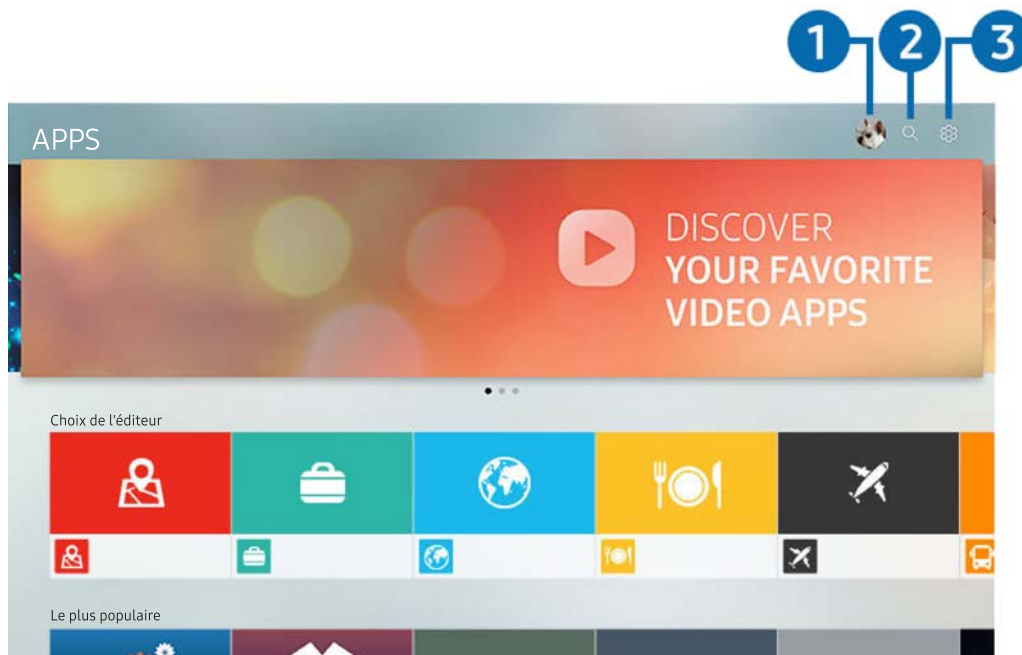 1 2 3
APPS
DISCOVER
YOUR FAVORITE
VIDEO APPS
Choix de l'éditeur
Le plus populaire